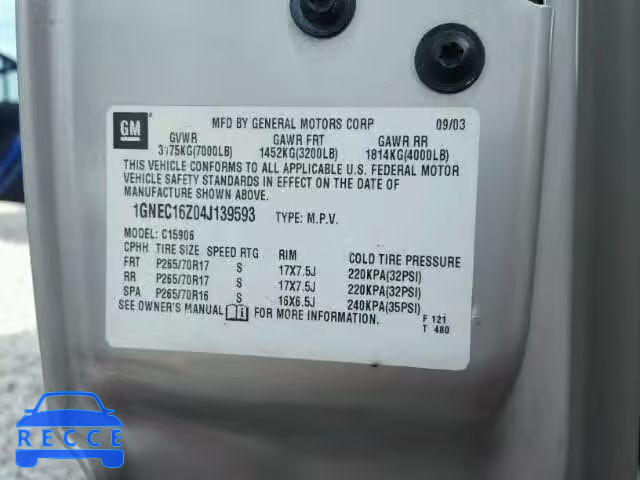 GM
MFD BY GENERAL MOTORS CORP 09/03
GVWR GAWR FRT GAWR RR
3175KG(7000LB) 1452KG(3200LB) 1814KG(4000LB)
THIS VEHICLE CONFORMS TO ALL APPLICABLE U.S. FEDERAL MOTOR
VEHICLE SAFETY STANDARDS IN EFFECT ON THE DATE OF
MANUFACTURE SHOWN ABOVE.
1GNEC16Z04J139593 TYPE: M.P.V.
MODEL: C15906
CPHH TIRE SIZE SPEED RTG RIM COLD TIRE PRESSURE
FRT P265/70R17 S 17X7.5J 220KPA(32PSI)
RR P265/70R17 S 17X7.5J 220KPA(32PSI)
SPA P265/70R16 S 16X6.5J 240KPA(35PSI)
SEE OWNER'S MANUAL FOR MORE INFORMATION.
F 121
T 480
RECCE